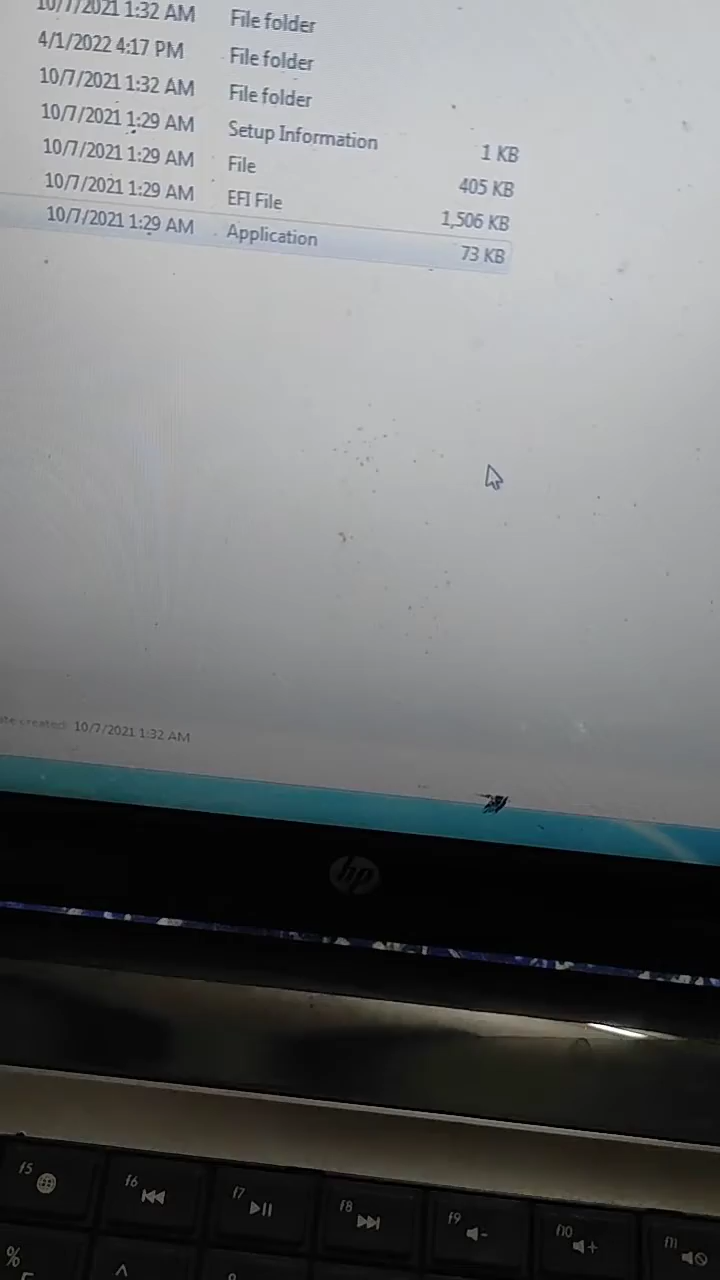 10/7/2021 1:32 AM File folder
4/1/2022 4:17 PM File folder
10/7/2021 1:32 AM File folder
10/7/2021 1:29 AM Setup Information 1 KB
10/7/2021 1:29 AM File 405 KB
10/7/2021 1:29 AM EFI File 1,506 KB
10/7/2021 1:29 AM Application 73 KB
ate created: 10/7/2021 1:32 AM
hp
f5 f6 f7 f8 f9 f10 f11
% ^